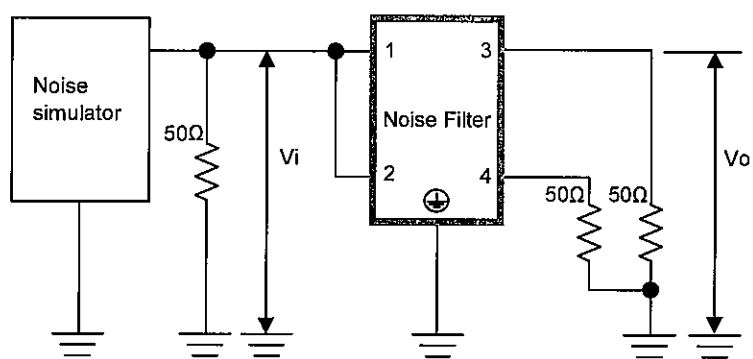 Noise
simulator
50Ω
Vi
1
2
3
4
Noise Filter
50Ω
50Ω
Vo